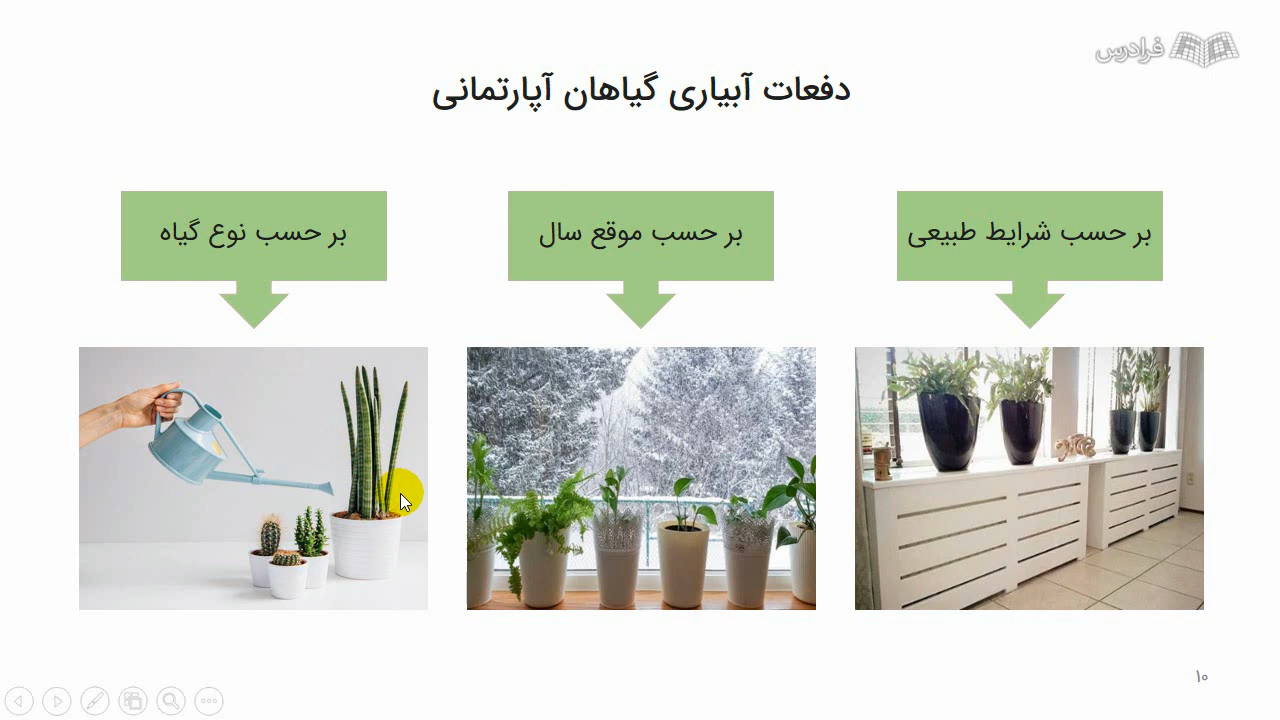 فرادرس
دفعات آبیاری گیاهان آپارتمانی
بر حسب شرایط طبیعی
بر حسب موقع سال
بر حسب نوع گیاه
۱۰